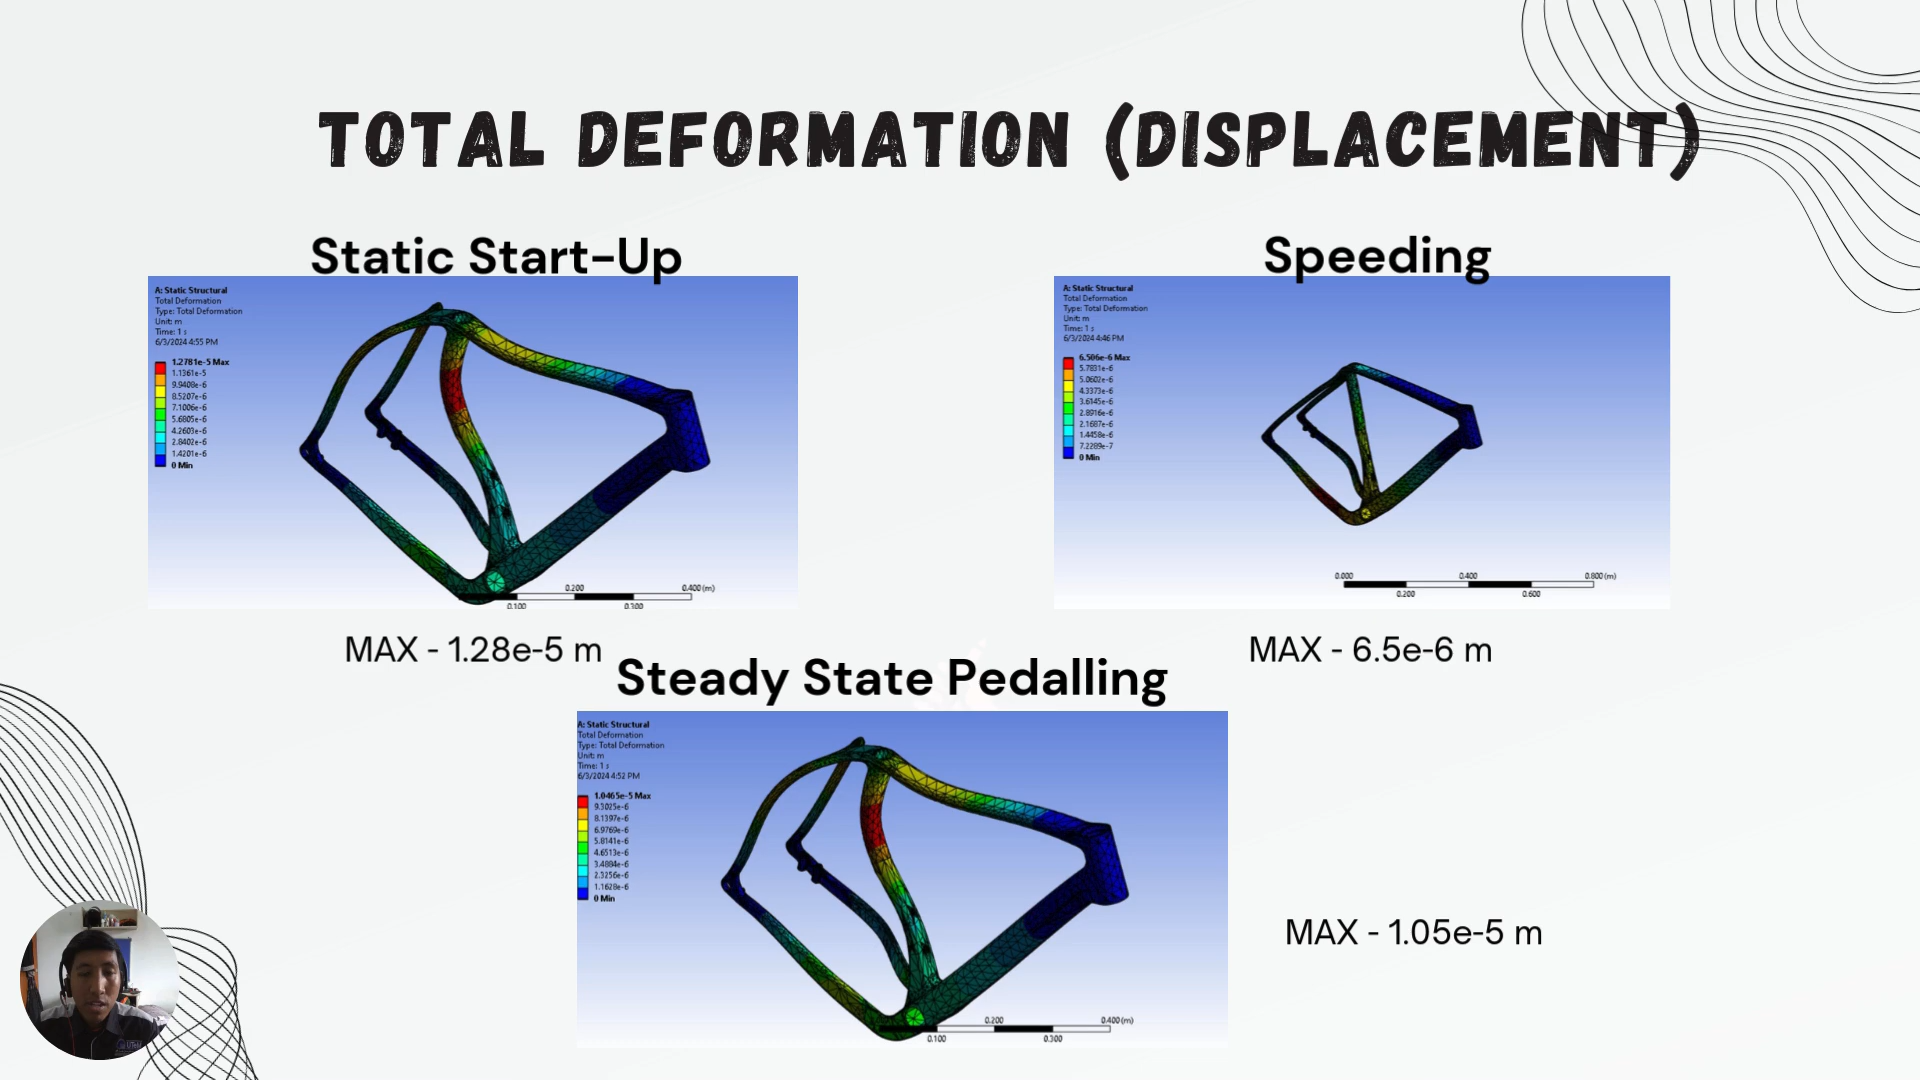 TOTAL DEFORMATION (DISPLACEMENT)
Static Start-Up
A: Static Structural
Total Deformation
Type: Total Deformation
Unit: m
Time: 1 s
6/3/2024 4:55 PM
1.2781e-5 Max
1.1361e-5
9.9408e-6
8.5207e-6
7.1006e-6
5.6805e-6
4.2603e-6
2.8402e-6
1.4201e-6
0 Min
0.200
0.400 (m)
0.100
0.300
MAX - 1.28e-5 m
Speeding
A: Static Structural
Total Deformation
Type: Total Deformation
Unit: m
Time: 1 s
6/3/2024 4:46 PM
6.506e-6 Max
5.7831e-6
5.0602e-6
4.3373e-6
3.6145e-6
2.8916e-6
2.1687e-6
1.4458e-6
7.2289e-7
0 Min
0.000
0.400
0.800 (m)
0.200
0.600
MAX - 6.5e-6 m
Steady State Pedalling
A: Static Structural
Total Deformation
Type: Total Deformation
Unit: m
Time: 1 s
6/3/2024 4:52 PM
1.0465e-5 Max
9.3025e-6
8.1397e-6
6.9769e-6
5.8141e-6
4.6513e-6
3.4884e-6
2.3256e-6
1.1628e-6
0 Min
0.200
0.400 (m)
0.100
0.300
MAX - 1.05e-5 m